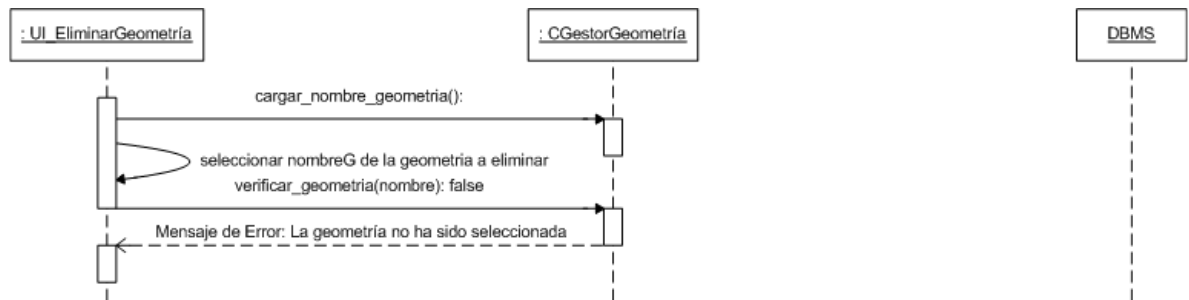 : UI_EliminarGeometría
: CGestorGeometría
DBMS
cargar_nombre_geometria():
seleccionar nombreG de la geometria a eliminar
verificar_geometria(nombre): false
Mensaje de Error: La geometría no ha sido seleccionada